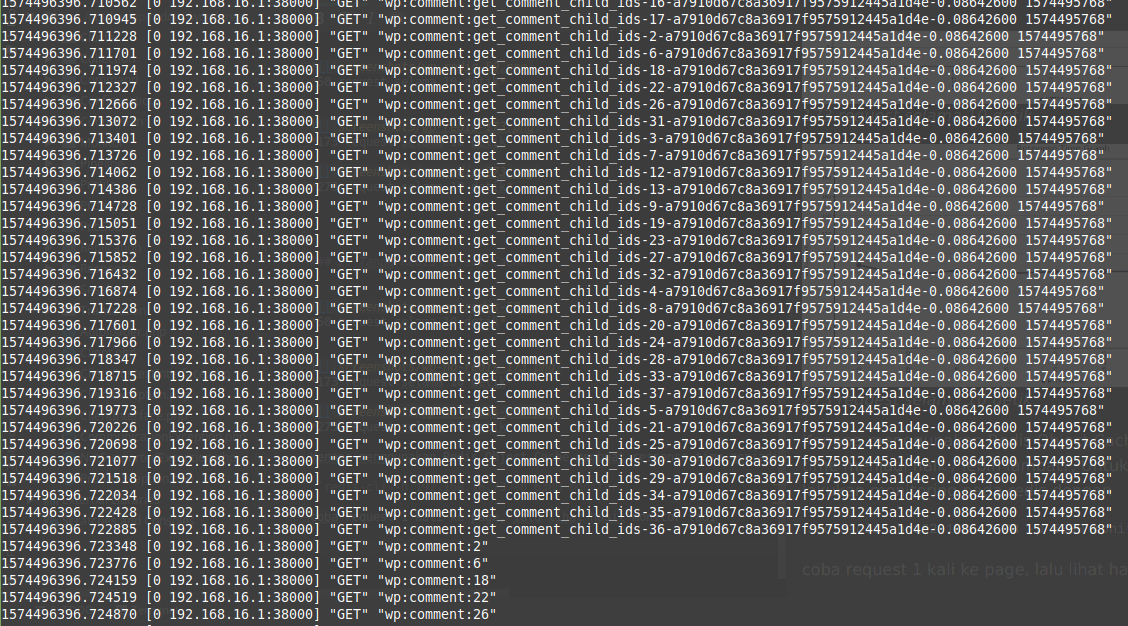 1574496396.710562 [0 192.168.16.1:38000] "GET" "wp:comment:get_comment_child_ids-16-a7910d67c8a36917f9575912445a1d4e-0.08642600 1574495768"
1574496396.710945 [0 192.168.16.1:38000] "GET" "wp:comment:get_comment_child_ids-17-a7910d67c8a36917f9575912445a1d4e-0.08642600 1574495768"
1574496396.711228 [0 192.168.16.1:38000] "GET" "wp:comment:get_comment_child_ids-2-a7910d67c8a36917f9575912445a1d4e-0.08642600 1574495768"
1574496396.711701 [0 192.168.16.1:38000] "GET" "wp:comment:get_comment_child_ids-6-a7910d67c8a36917f9575912445a1d4e-0.08642600 1574495768"
1574496396.711974 [0 192.168.16.1:38000] "GET" "wp:comment:get_comment_child_ids-18-a7910d67c8a36917f9575912445a1d4e-0.08642600 1574495768"
1574496396.712327 [0 192.168.16.1:38000] "GET" "wp:comment:get_comment_child_ids-22-a7910d67c8a36917f9575912445a1d4e-0.08642600 1574495768"
1574496396.712666 [0 192.168.16.1:38000] "GET" "wp:comment:get_comment_child_ids-26-a7910d67c8a36917f9575912445a1d4e-0.08642600 1574495768"
1574496396.713072 [0 192.168.16.1:38000] "GET" "wp:comment:get_comment_child_ids-31-a7910d67c8a36917f9575912445a1d4e-0.08642600 1574495768"
1574496396.713401 [0 192.168.16.1:38000] "GET" "wp:comment:get_comment_child_ids-3-a7910d67c8a36917f9575912445a1d4e-0.08642600 1574495768"
1574496396.713726 [0 192.168.16.1:38000] "GET" "wp:comment:get_comment_child_ids-7-a7910d67c8a36917f9575912445a1d4e-0.08642600 1574495768"
1574496396.714062 [0 192.168.16.1:38000] "GET" "wp:comment:get_comment_child_ids-12-a7910d67c8a36917f9575912445a1d4e-0.08642600 1574495768"
1574496396.714386 [0 192.168.16.1:38000] "GET" "wp:comment:get_comment_child_ids-13-a7910d67c8a36917f9575912445a1d4e-0.08642600 1574495768"
1574496396.714728 [0 192.168.16.1:38000] "GET" "wp:comment:get_comment_child_ids-9-a7910d67c8a36917f9575912445a1d4e-0.08642600 1574495768"
1574496396.715051 [0 192.168.16.1:38000] "GET" "wp:comment:get_comment_child_ids-19-a7910d67c8a36917f9575912445a1d4e-0.08642600 1574495768"
1574496396.715376 [0 192.168.16.1:38000] "GET" "wp:comment:get_comment_child_ids-23-a7910d67c8a36917f9575912445a1d4e-0.08642600 1574495768"
1574496396.715852 [0 192.168.16.1:38000] "GET" "wp:comment:get_comment_child_ids-27-a7910d67c8a36917f9575912445a1d4e-0.08642600 1574495768"
1574496396.716432 [0 192.168.16.1:38000] "GET" "wp:comment:get_comment_child_ids-32-a7910d67c8a36917f9575912445a1d4e-0.08642600 1574495768"
1574496396.716874 [0 192.168.16.1:38000] "GET" "wp:comment:get_comment_child_ids-4-a7910d67c8a36917f9575912445a1d4e-0.08642600 1574495768"
1574496396.717228 [0 192.168.16.1:38000] "GET" "wp:comment:get_comment_child_ids-8-a7910d67c8a36917f9575912445a1d4e-0.08642600 1574495768"
1574496396.717601 [0 192.168.16.1:38000] "GET" "wp:comment:get_comment_child_ids-20-a7910d67c8a36917f9575912445a1d4e-0.08642600 1574495768"
1574496396.717966 [0 192.168.16.1:38000] "GET" "wp:comment:get_comment_child_ids-24-a7910d67c8a36917f9575912445a1d4e-0.08642600 1574495768"
1574496396.718347 [0 192.168.16.1:38000] "GET" "wp:comment:get_comment_child_ids-28-a7910d67c8a36917f9575912445a1d4e-0.08642600 1574495768"
1574496396.718715 [0 192.168.16.1:38000] "GET" "wp:comment:get_comment_child_ids-33-a7910d67c8a36917f9575912445a1d4e-0.08642600 1574495768"
1574496396.719316 [0 192.168.16.1:38000] "GET" "wp:comment:get_comment_child_ids-37-a7910d67c8a36917f9575912445a1d4e-0.08642600 1574495768"
1574496396.719773 [0 192.168.16.1:38000] "GET" "wp:comment:get_comment_child_ids-5-a7910d67c8a36917f9575912445a1d4e-0.08642600 1574495768"
1574496396.720226 [0 192.168.16.1:38000] "GET" "wp:comment:get_comment_child_ids-21-a7910d67c8a36917f9575912445a1d4e-0.08642600 1574495768"
1574496396.720698 [0 192.168.16.1:38000] "GET" "wp:comment:get_comment_child_ids-25-a7910d67c8a36917f9575912445a1d4e-0.08642600 1574495768"
1574496396.721077 [0 192.168.16.1:38000] "GET" "wp:comment:get_comment_child_ids-30-a7910d67c8a36917f9575912445a1d4e-0.08642600 1574495768"
1574496396.721518 [0 192.168.16.1:38000] "GET" "wp:comment:get_comment_child_ids-29-a7910d67c8a36917f9575912445a1d4e-0.08642600 1574495768"
1574496396.722034 [0 192.168.16.1:38000] "GET" "wp:comment:get_comment_child_ids-34-a7910d67c8a36917f9575912445a1d4e-0.08642600 1574495768"
1574496396.722428 [0 192.168.16.1:38000] "GET" "wp:comment:get_comment_child_ids-35-a7910d67c8a36917f9575912445a1d4e-0.08642600 1574495768"
1574496396.722885 [0 192.168.16.1:38000] "GET" "wp:comment:get_comment_child_ids-36-a7910d67c8a36917f9575912445a1d4e-0.08642600 1574495768"
1574496396.723348 [0 192.168.16.1:38000] "GET" "wp:comment:2"
1574496396.723776 [0 192.168.16.1:38000] "GET" "wp:comment:6"
1574496396.724159 [0 192.168.16.1:38000] "GET" "wp:comment:18"
coba request 1 kali ke page, lalu lihat ha
1574496396.724519 [0 192.168.16.1:38000] "GET" "wp:comment:22"
1574496396.724870 [0 192.168.16.1:38000] "GET" "wp:comment:26"